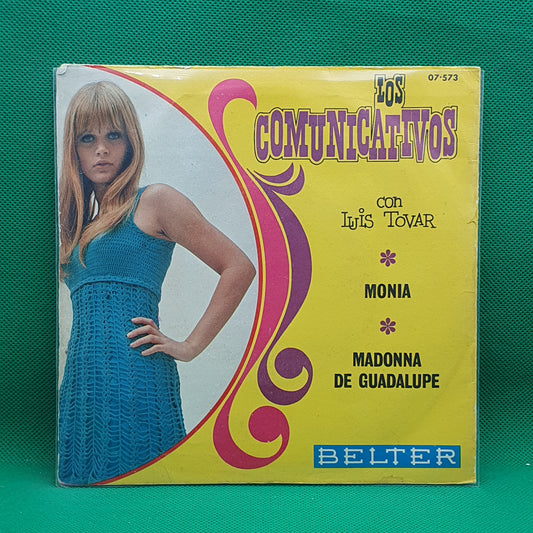 07-573
LOS
COMUNICATIVOS
con
LUIS TOVAR
MONIA
MADONNA
DE GUADALUPE
BELTER